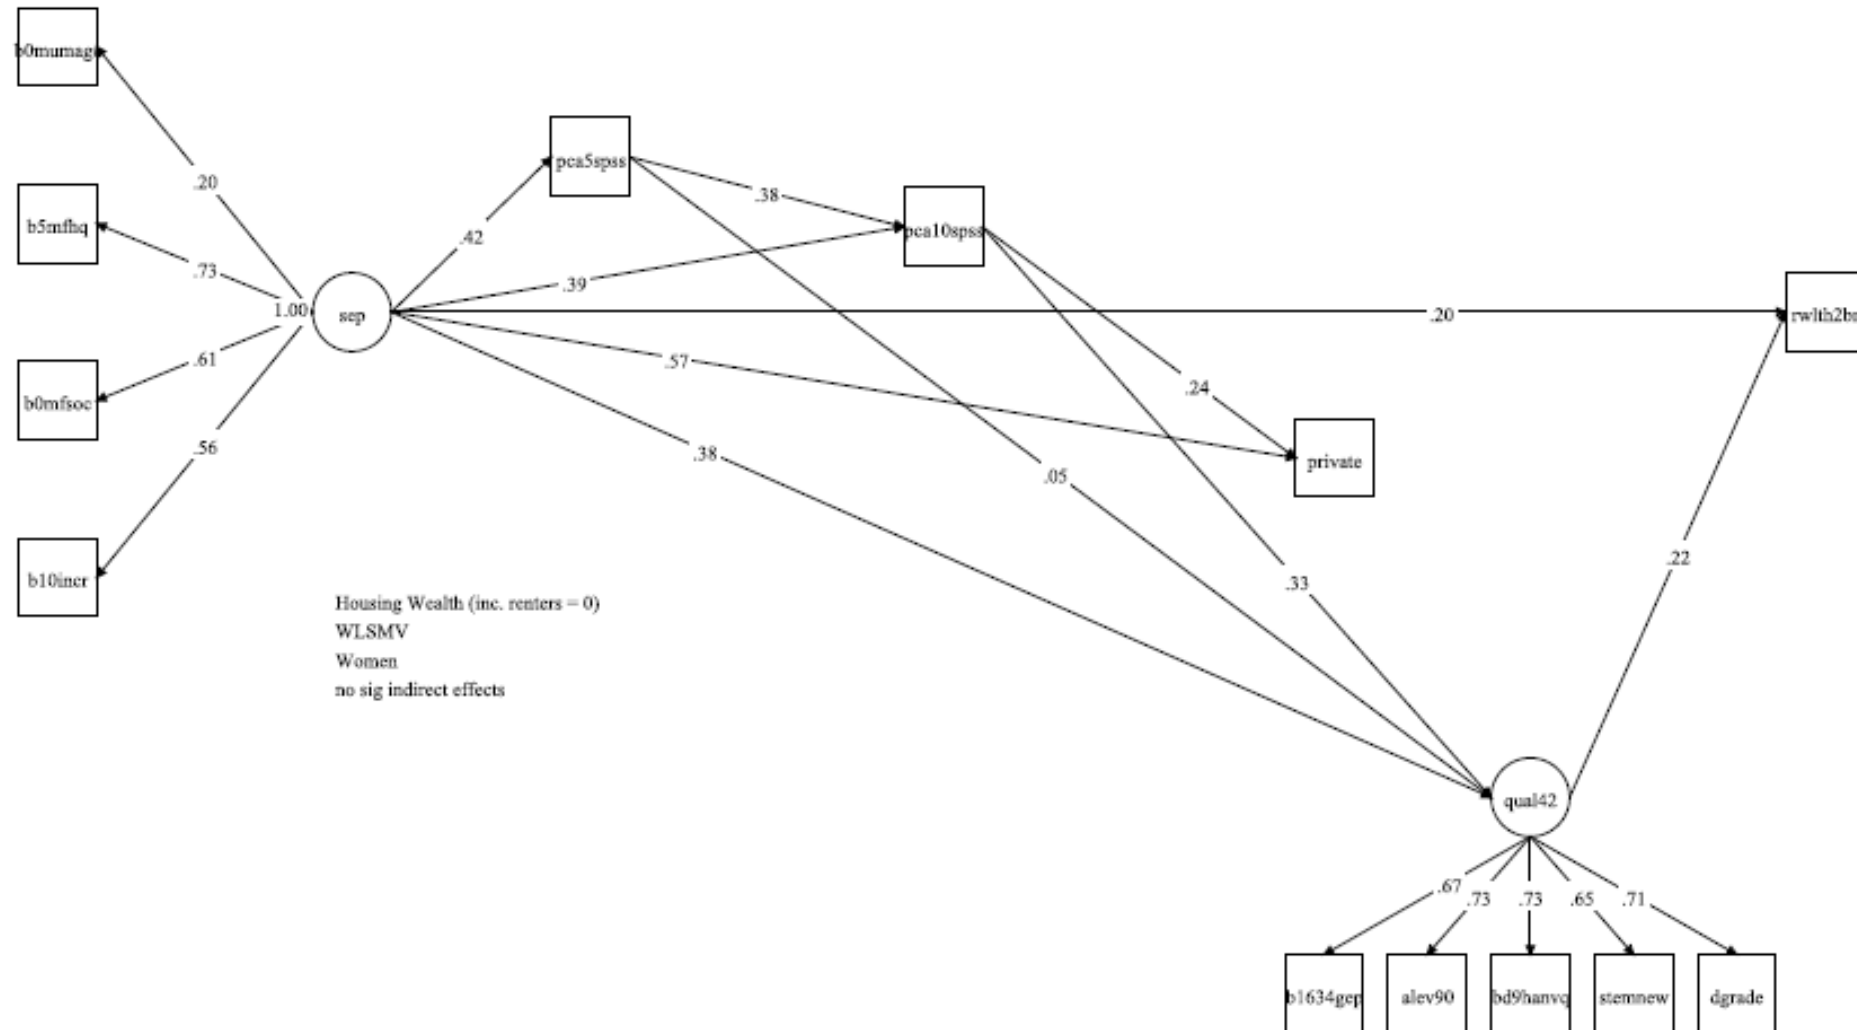 b0mumag
.20
b5mfhq
.73
1.00
sep
.61
b0mfsoc
.56
b10incr
pca5spss
.42
.38
pca10spss
.39
.20
rwlth2b
.57
.24
private
.38
.05
.33
.22
Housing Wealth (inc. renters = 0)
WLSMV
Women
no sig indirect effects
qual42
.67 .73 .73 .65 .71
b1634gep alev90 bd9hanvq stemnew dgrade